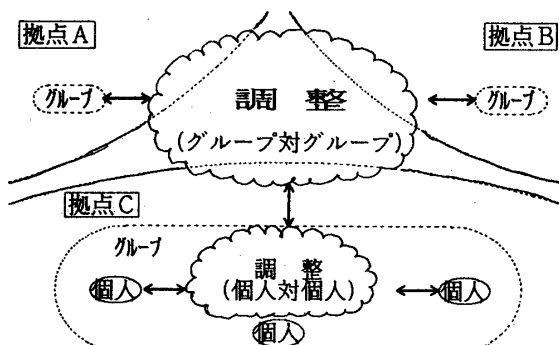 拠点A
拠点B
グループ
調整
(グループ対グループ)
グループ
拠点C
グループ
調整
(個人対個人)
個人
個人
個人